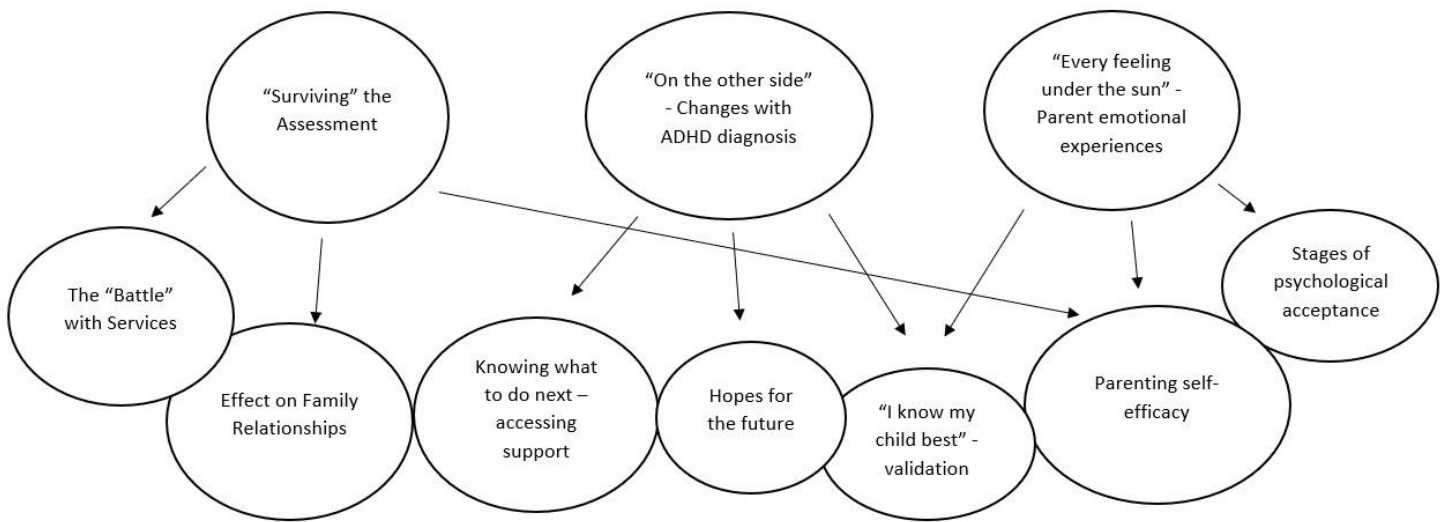 “Surviving” the
Assessment
“On the other side”
- Changes with
ADHD diagnosis
“Every feeling
under the sun” -
Parent emotional
experiences
The “Battle”
with Services
Effect on Family
Relationships
Knowing what
to do next –
accessing
support
Hopes for
the future
“I know my
child best” -
validation
Parenting self-
efficacy
Stages of
psychological
acceptance